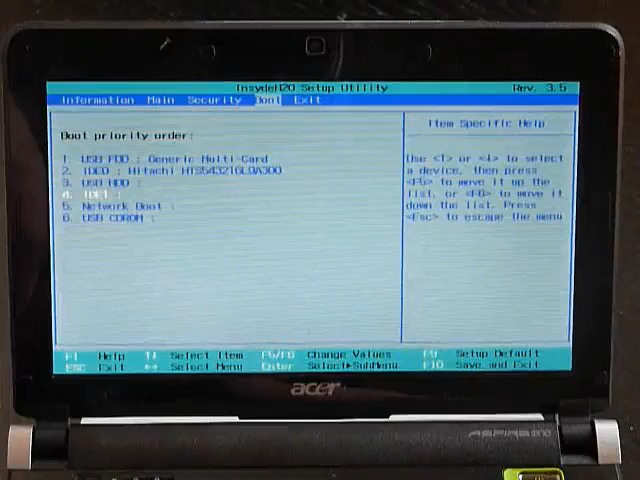 InsydeH20 Setup Utility Rev. 3.5
Information Main Security Boot Exit
Boot priority order:
1. USB FDD : Generic Multi-Card
2. IDE0 : Hitachi HTS543216L9A300
3. USB HDD :
4. IDE1 :
5. Network Boot :
6. USB CDROM :
Item Specific Help
Use <↑> or <↓> to select
a device, then press
<F5> to move it up the
list, or <F6> to move it
down the list. Press
<Esc> to escape the menu
F1 Help ↑↓ Select Item F5/F6 Change Values F9 Setup Default
ESC Exit ←→ Select Menu Enter Select▶SubMenu F10 Save and Exit
acer
ASPIRE one